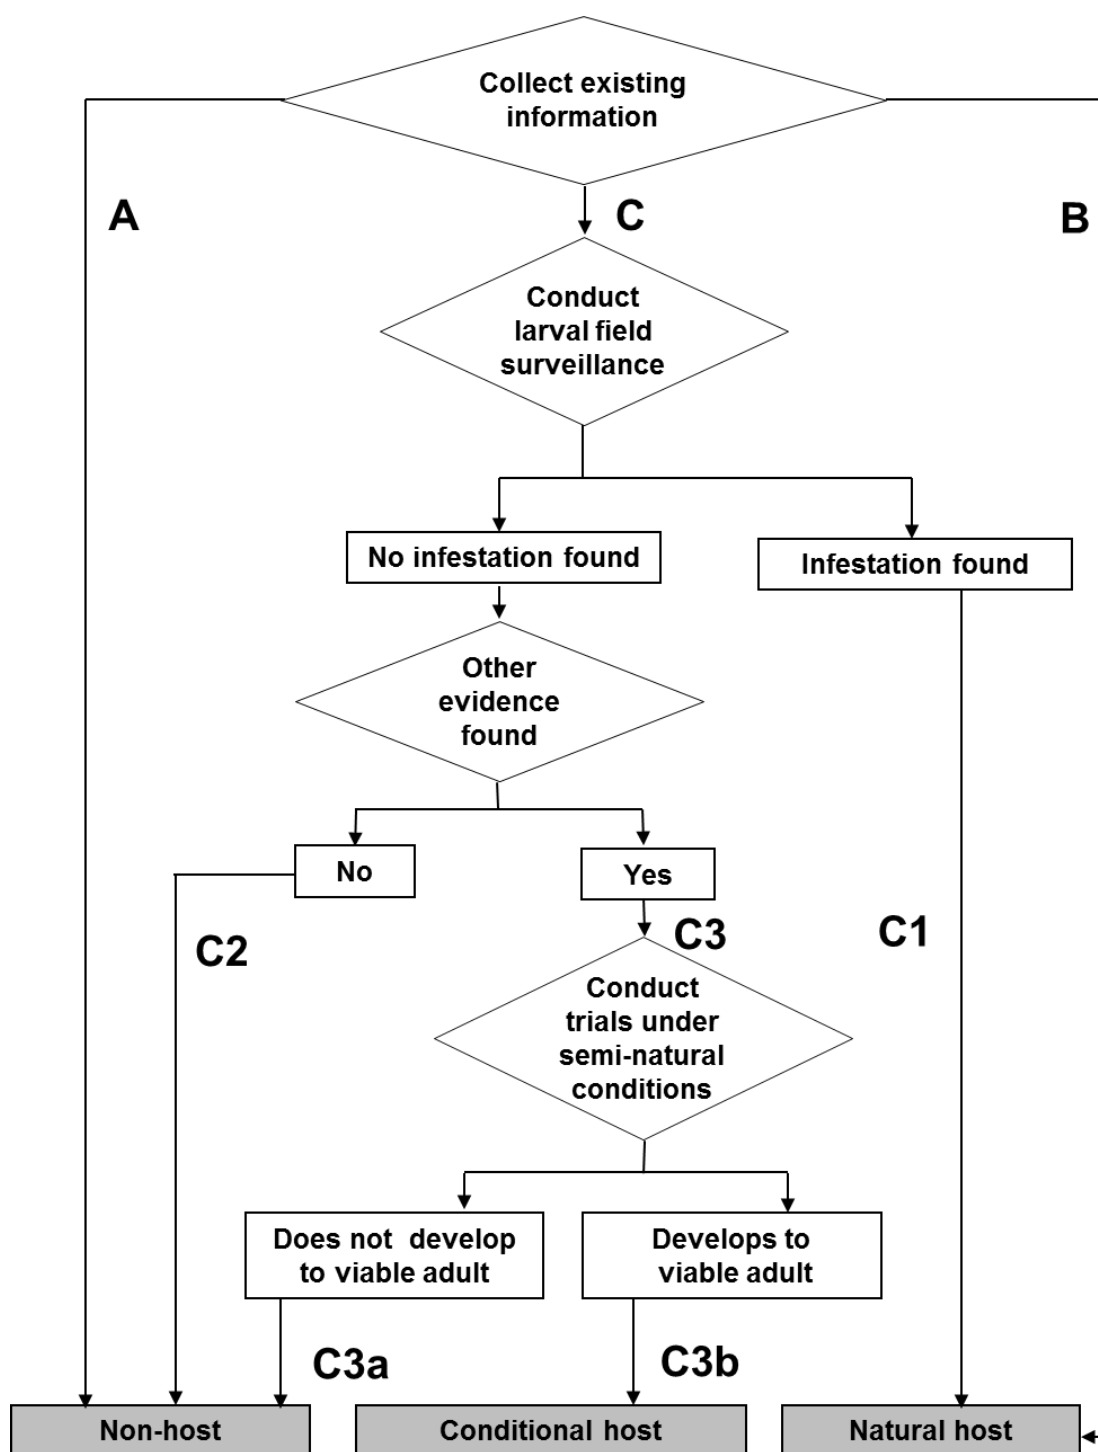 Collect existing
information
A
C
B
Conduct
larval field
surveillance
No infestation found
Infestation found
Other
evidence
found
No
Yes
C2
C3
C1
Conduct
trials under
semi-natural
conditions
Does not develop
to viable adult
Develops to
viable adult
C3a
C3b
Non-host
Conditional host
Natural host